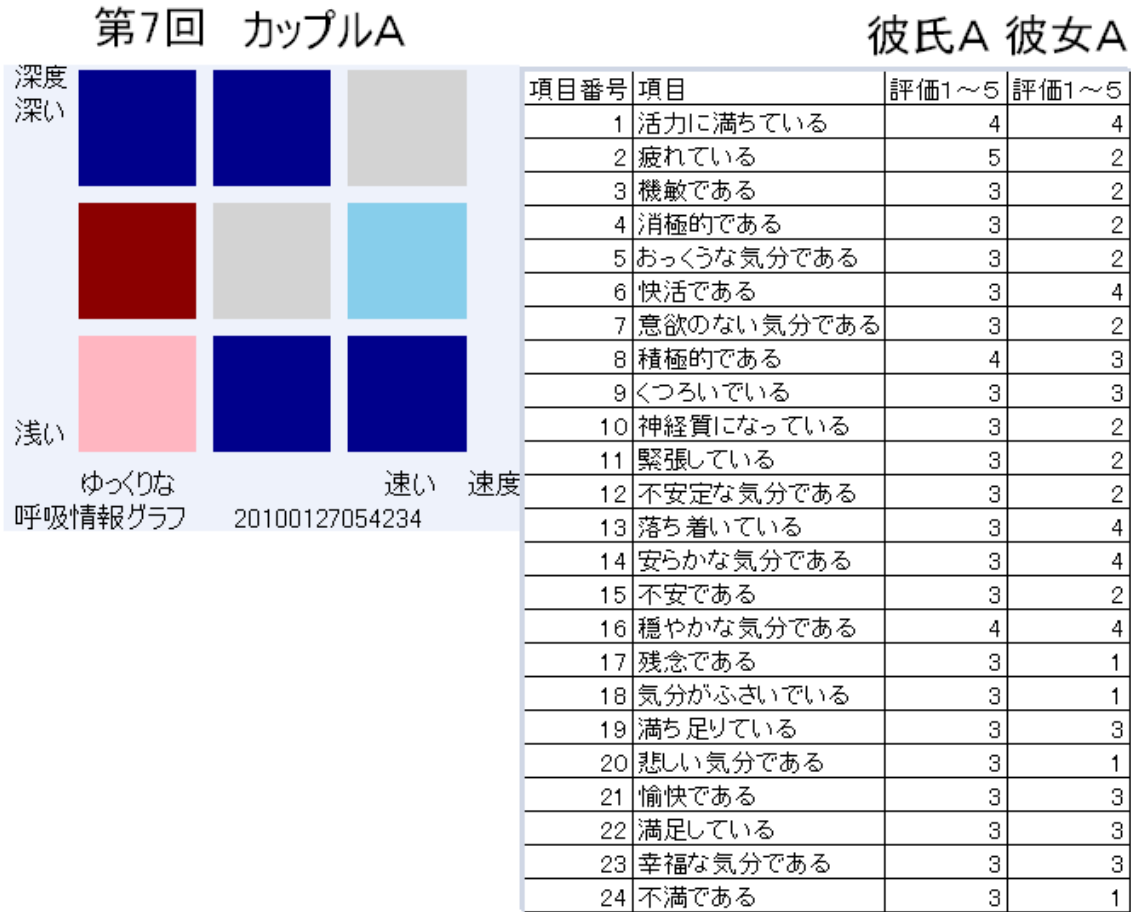 第7回 カップルA
彼氏A 彼女A
深度
深い
浅い
ゆっくりな 速い 速度
呼吸情報グラフ 20100127054234
項目番号 項目 評価1～5 評価1～5
1 活力に満ちている 4 4
2 疲れている 5 2
3 機敏である 3 2
4 消極的である 3 2
5 おっくうな気分である 3 2
6 快活である 3 4
7 意欲のない気分である 3 2
8 積極的である 4 3
9 くつろいでいる 3 3
10 神経質になっている 3 2
11 緊張している 3 2
12 不安定な気分である 3 2
13 落ち着いている 3 4
14 安らかな気分である 3 4
15 不安である 3 2
16 穏やかな気分である 4 4
17 残念である 3 1
18 気分がふさいでいる 3 1
19 満ち足りている 3 3
20 悲しい気分である 3 1
21 愉快である 3 3
22 満足している 3 3
23 幸福な気分である 3 3
24 不満である 3 1